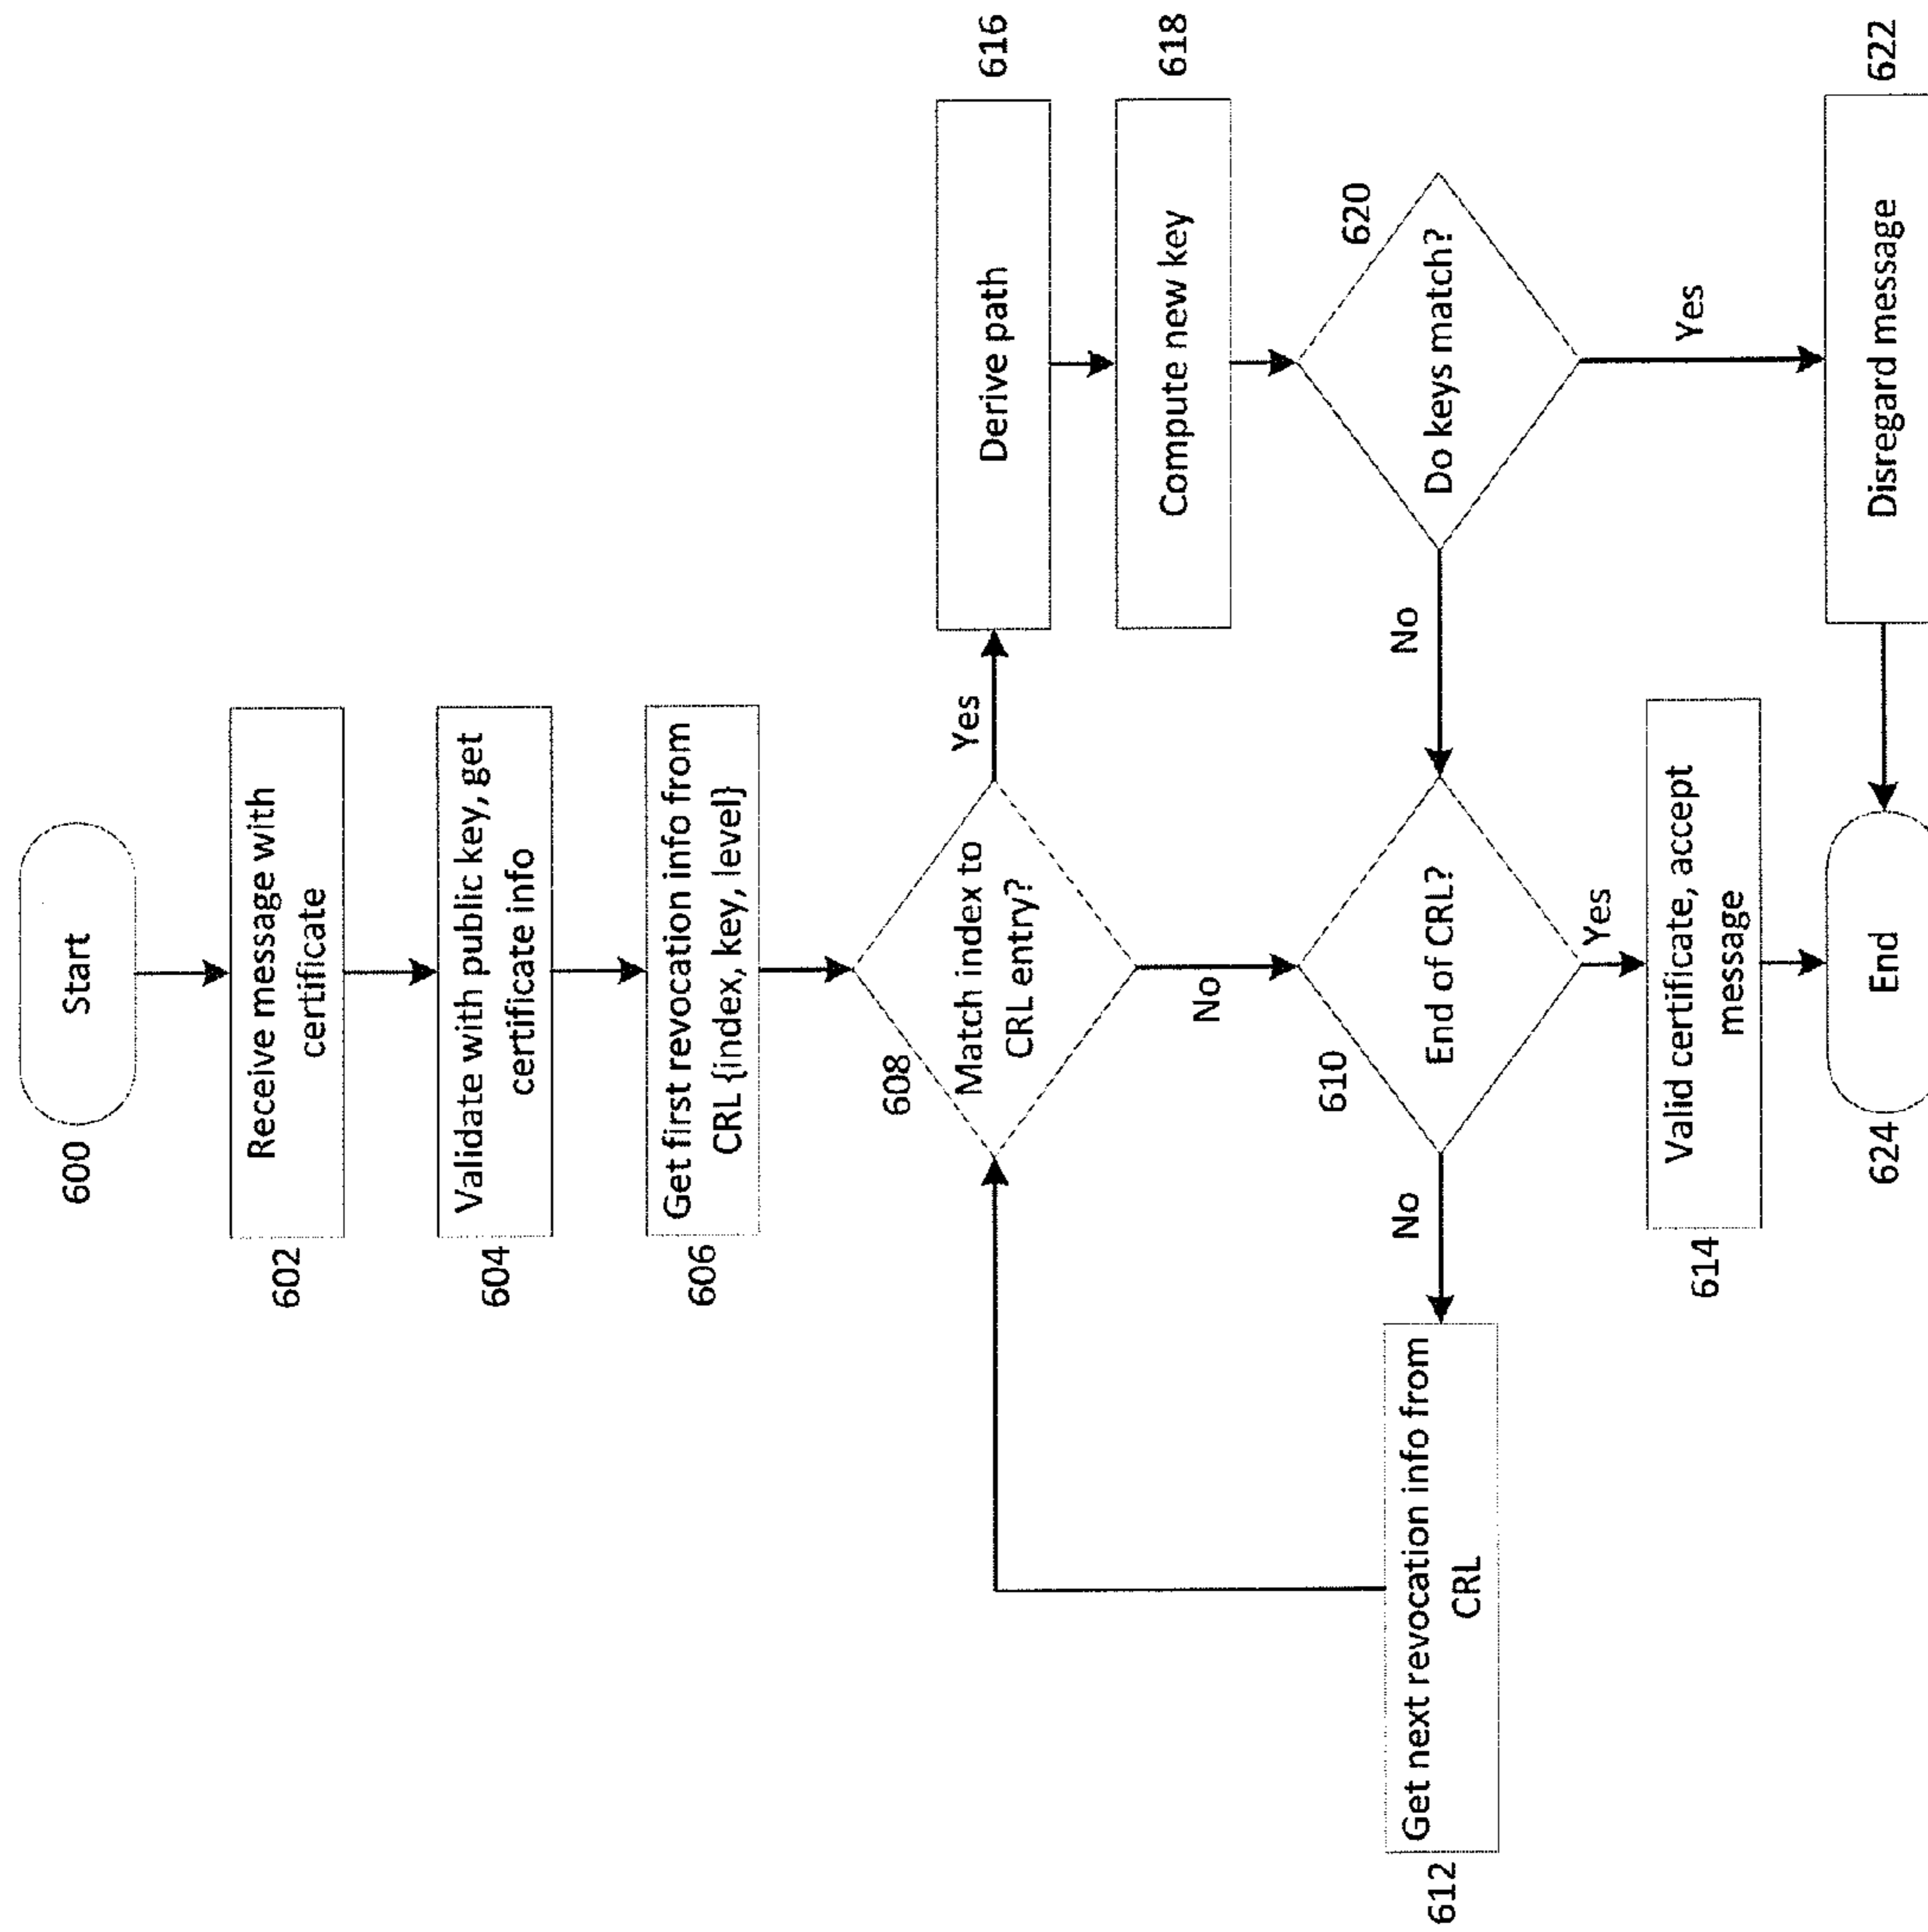 600
Start
602
Receive message with
certificate
604
Validate with public key, get
certificate info
606
Get first revocation info from
CRL {index, key, level}
608
Match index to
CRL entry?
Yes
No
Derive path
616
Compute new key
618
620
Do keys match?
No
Yes
610
End of CRL?
No
Yes
612
Get next revocation info from
CRL
614
Valid certificate, accept
message
Disregard message
622
624
End